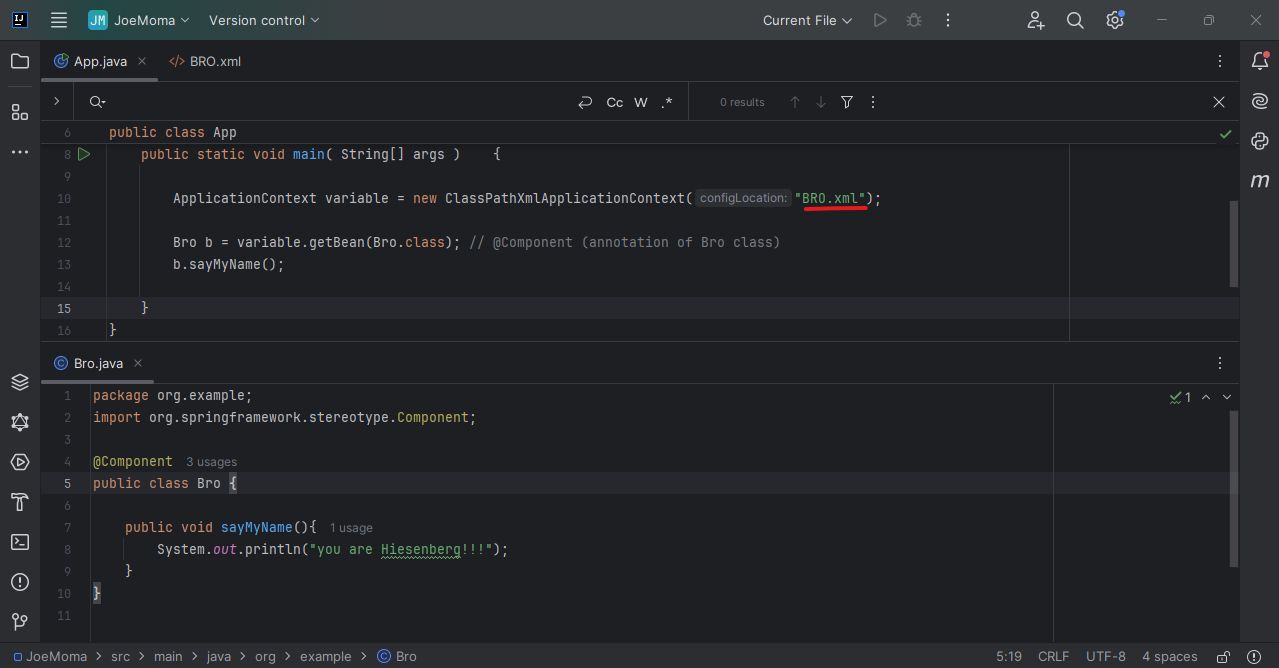 JM JoeMoma Version control Current File
App.java BRO.xml
Cc W .* 0 results
6 public class App
8 public static void main( String[] args ) {
9
10 ApplicationContext variable = new ClassPathXmlApplicationContext( configLocation: "BRO.xml");
11
12 Bro b = variable.getBean(Bro.class); // @Component (annotation of Bro class)
13 b.sayMyName();
14
15 }
16 }
Bro.java
1 package org.example;
2 import org.springframework.stereotype.Component;
3
4 @Component 3 usages
5 public class Bro {
6
7 public void sayMyName(){ 1 usage
8 System.out.println("you are Hiesenberg!!!");
9 }
10 }
11
1
JoeMoma > src > main > java > org > example > Bro 5:19 CRLF UTF-8 4 spaces